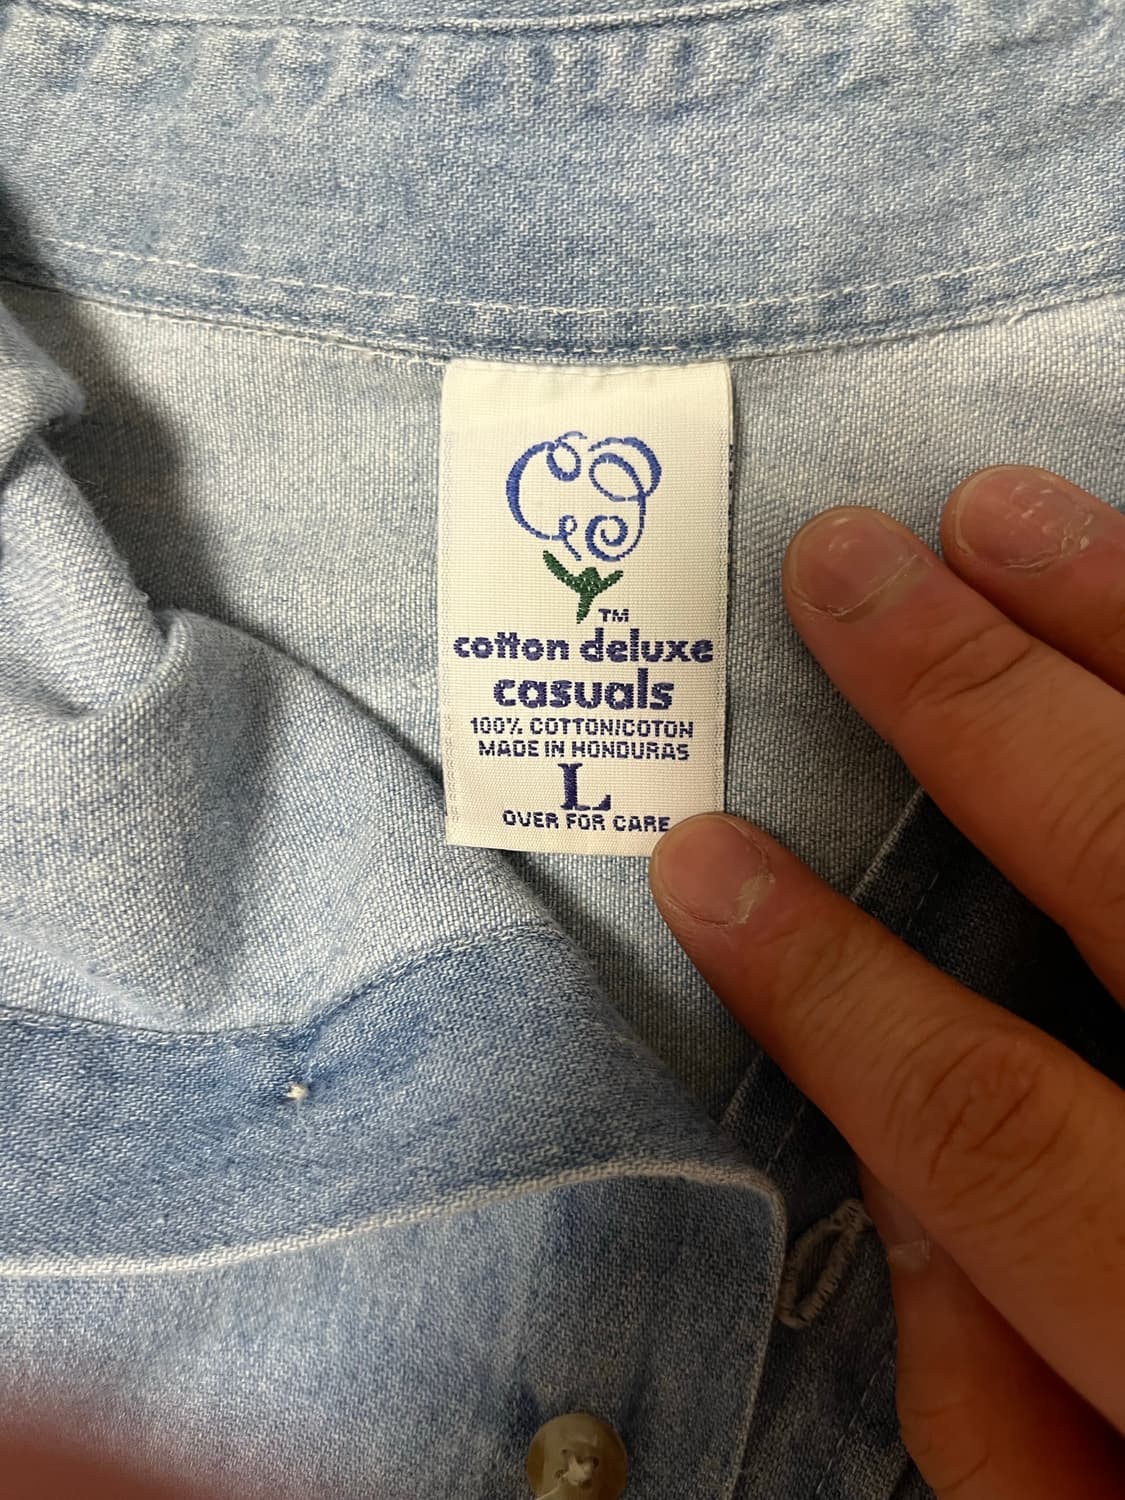 TM
cotton deluxe
casuals
100% COTTON/COTON
MADE IN HONDURAS
L
OVER FOR CARE